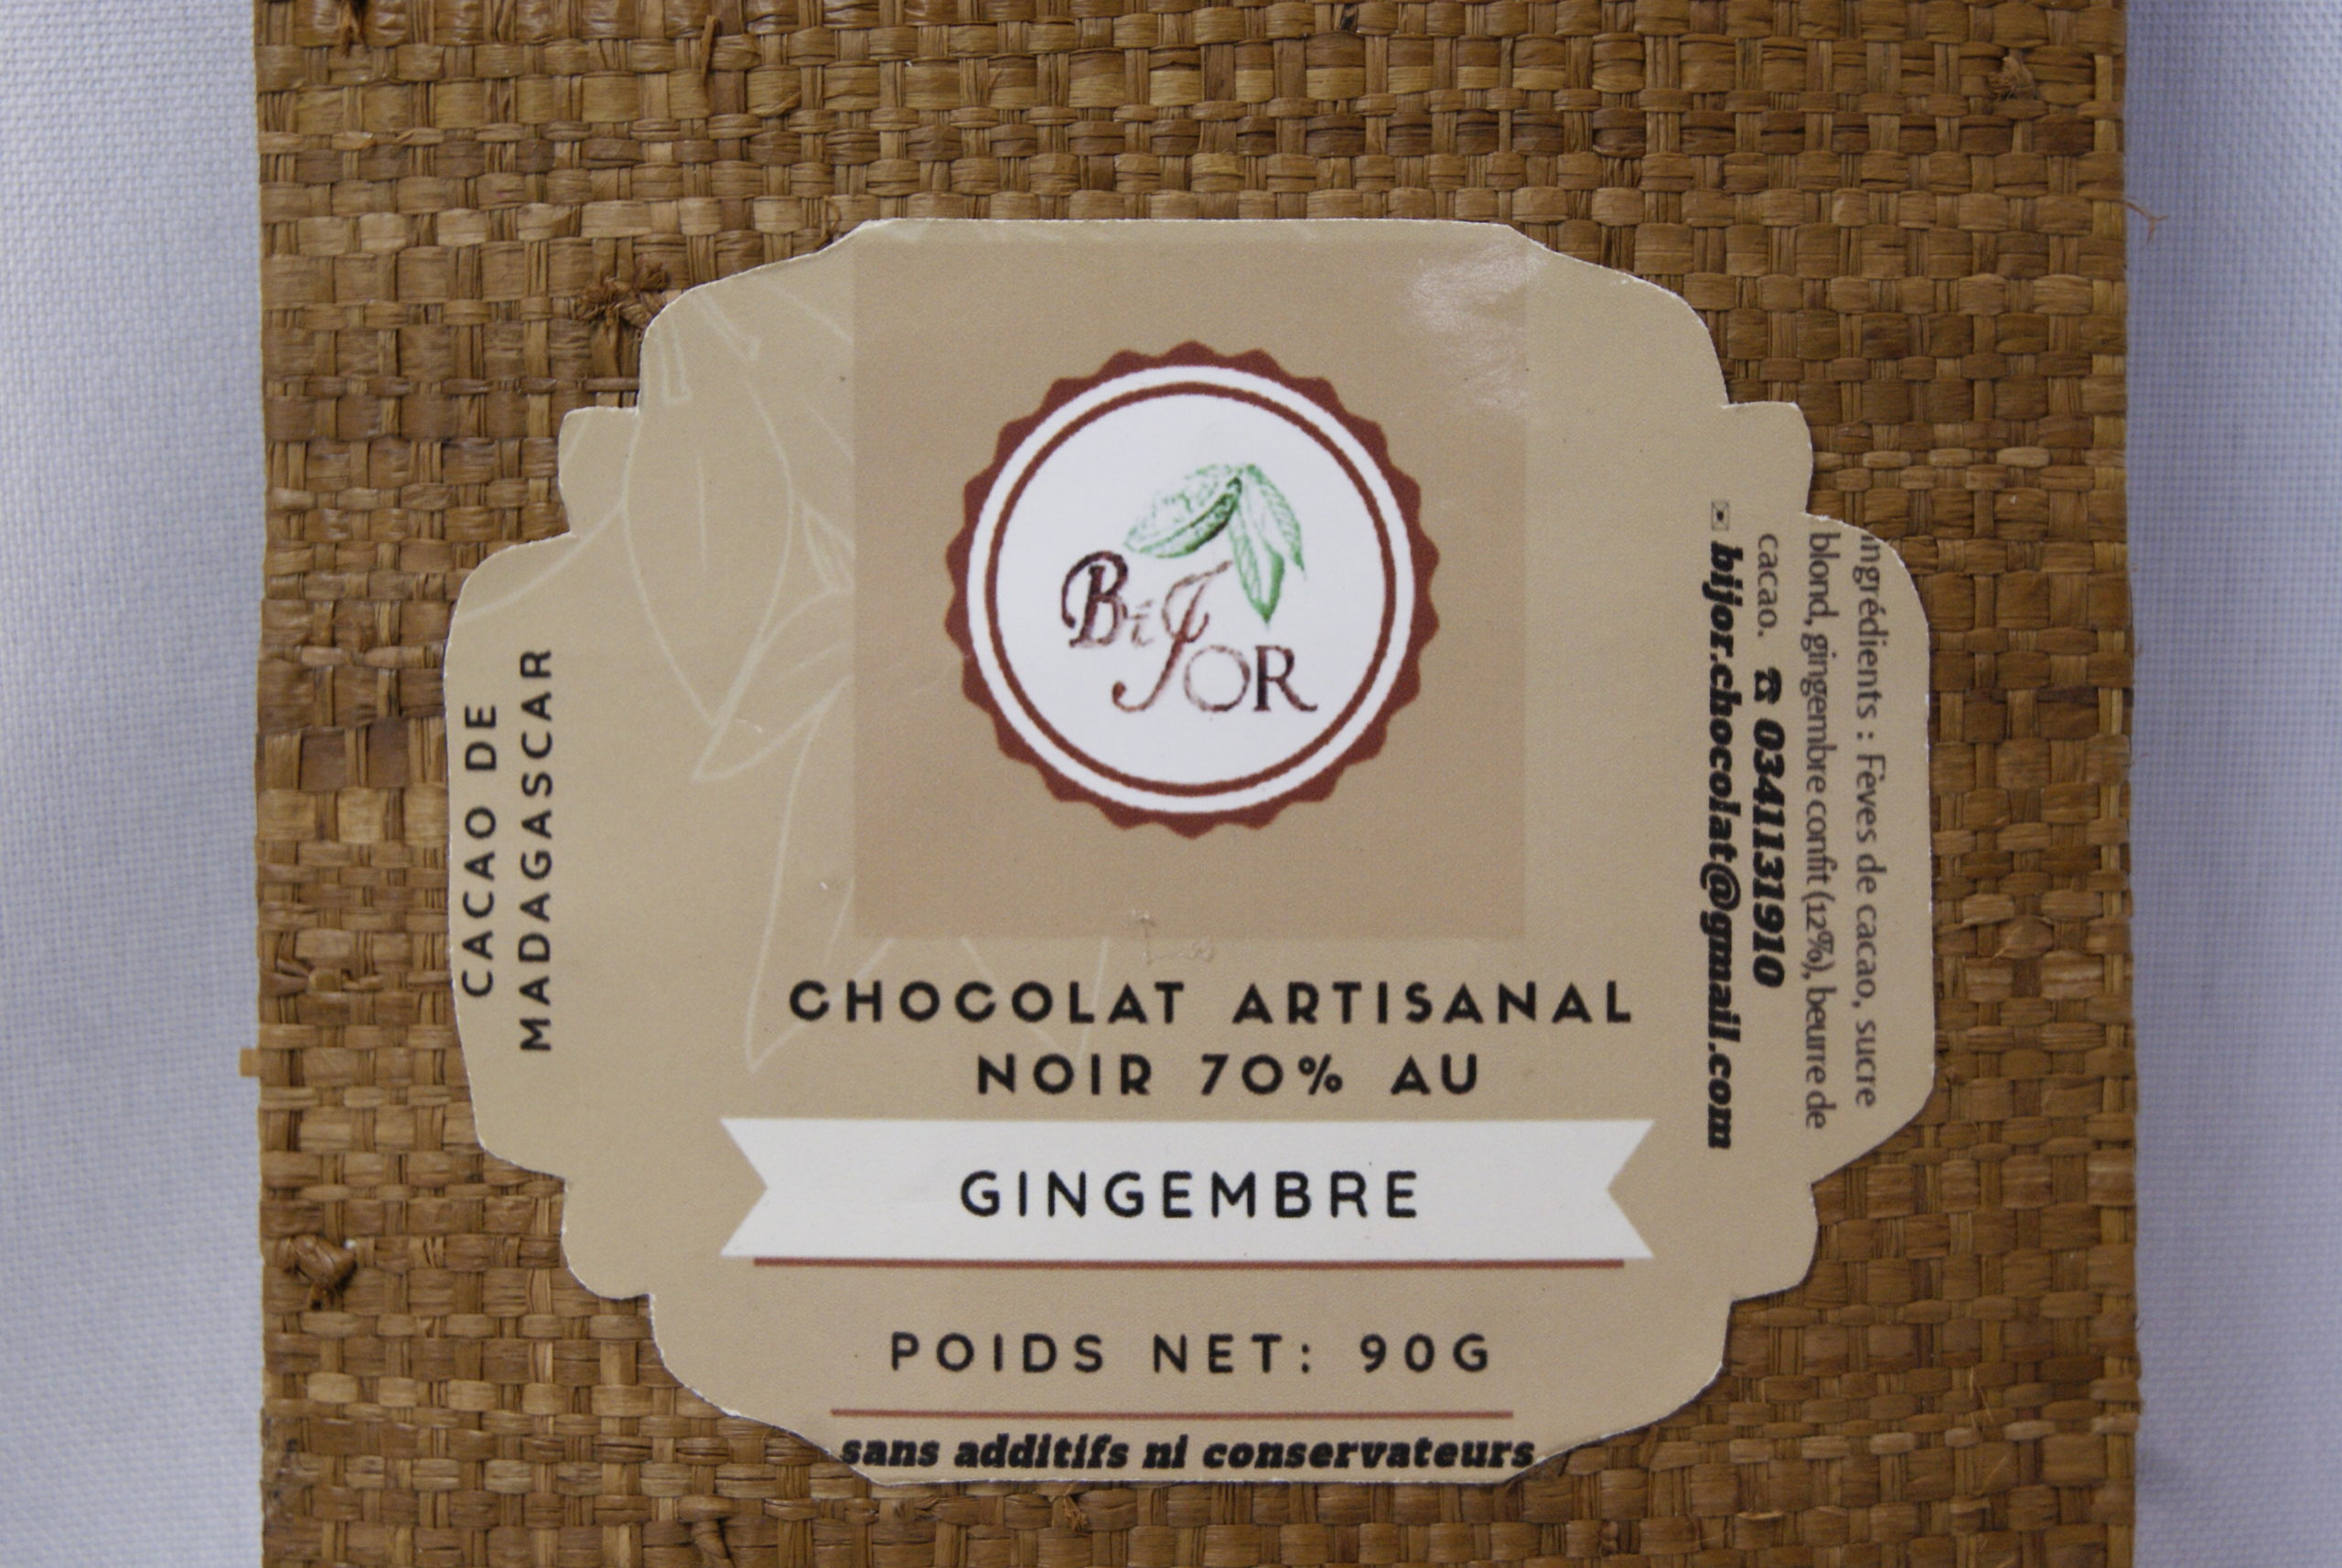 BiJOR
CACAO DE
MADAGASCAR
CHOCOLAT ARTISANAL
NOIR 70% AU
GINGEMBRE
POIDS NET: 90G
sans additifs ni conservateurs
ingrédients : Fèves de cacao, sucre
blond, gingembre confit (12%), beurre de
cacao. ☎ 0341131910
✉ bijor.chocolat@gmail.com